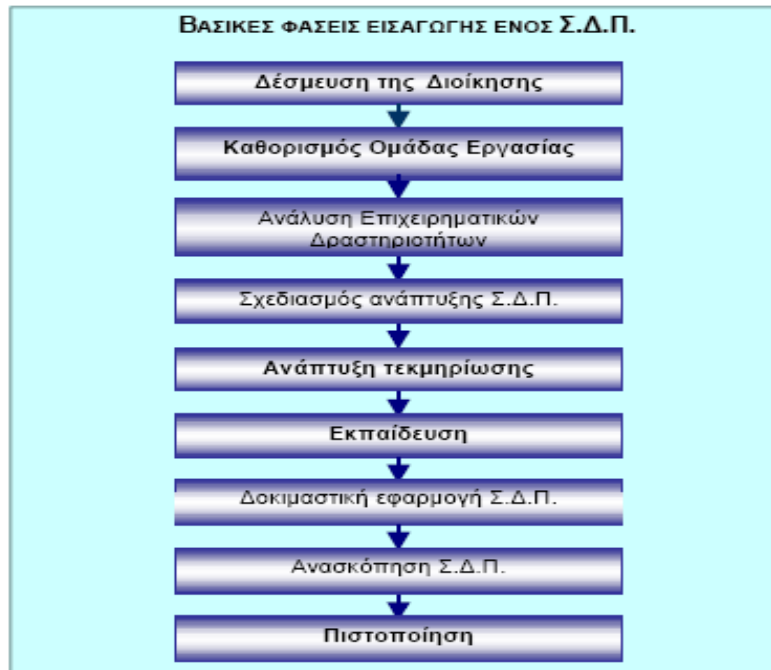 ΒΑΣΙΚΕΣ ΦΑΣΕΙΣ ΕΙΣΑΓΩΓΗΣ ΕΝΟΣ Σ.Δ.Π.
Δέσμευση της Διοίκησης
Καθορισμός Ομάδας Εργασίας
Ανάλυση Επιχειρηματικών
Δραστηριοτήτων
Σχεδιασμός ανάπτυξης Σ.Δ.Π.
Ανάπτυξη τεκμηρίωσης
Εκπαίδευση
Δοκιμαστική εφαρμογή Σ.Δ.Π.
Ανασκόπηση Σ.Δ.Π.
Πιστοποίηση